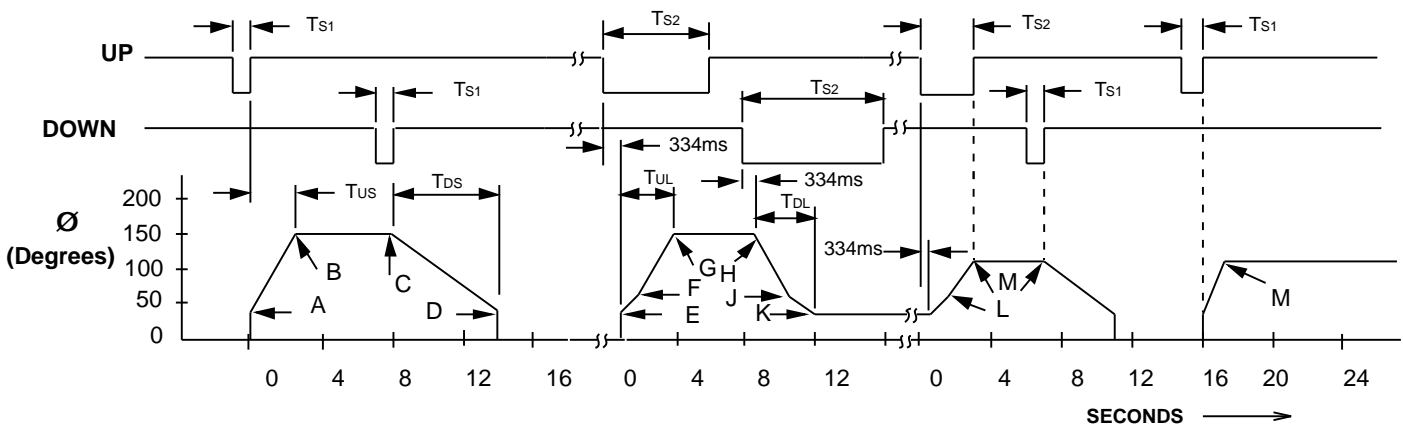 TS1 TS2 TS2 TS1
UP
TS1 TS2 TS1
DOWN
334ms
TUS TDS TUL 334ms
TDL
200
Ø 150
(Degrees) 100
50
0
334ms
B C G H M M
A D F J L
E K
0 4 8 12 16 0 4 8 12 0 4 8 12 16 20 24
SECONDS